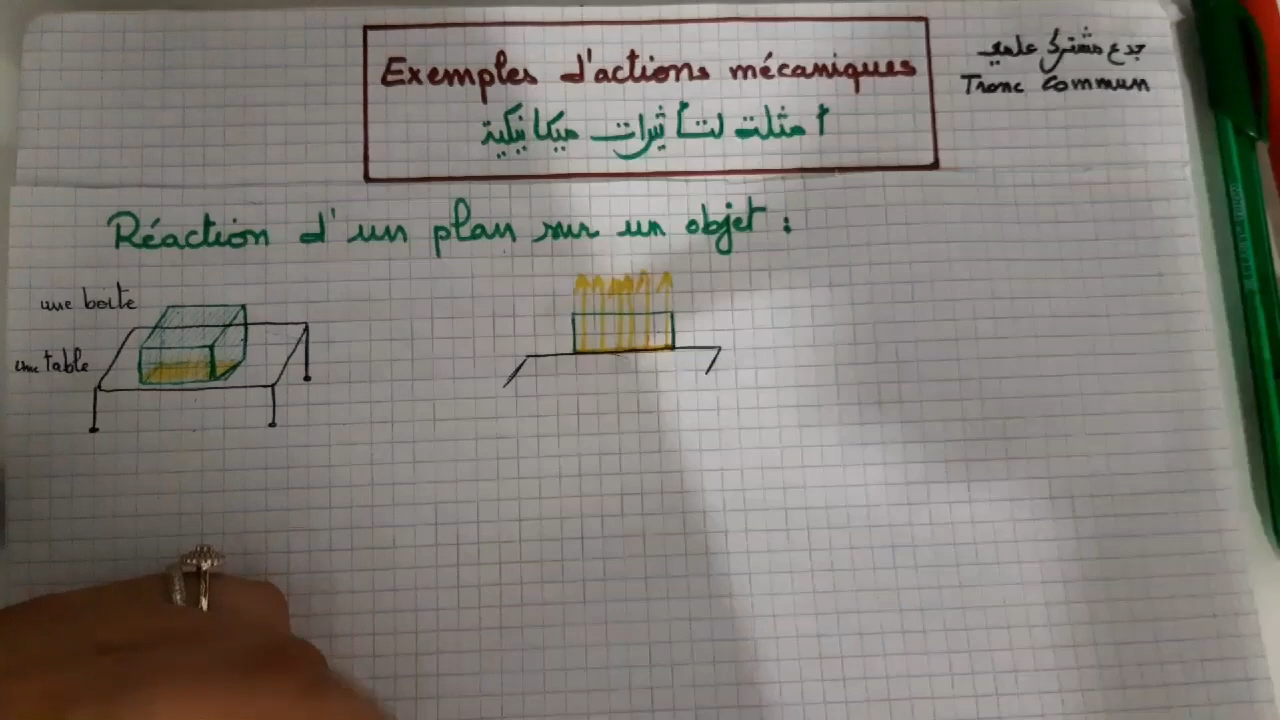 Exemples d'actions mécaniques
أمثلة لتأثيرات ميكانيكية
جدع مشترك علمي
Tronc Commun
Réaction d'un plan sur un objet :
une boite
une table